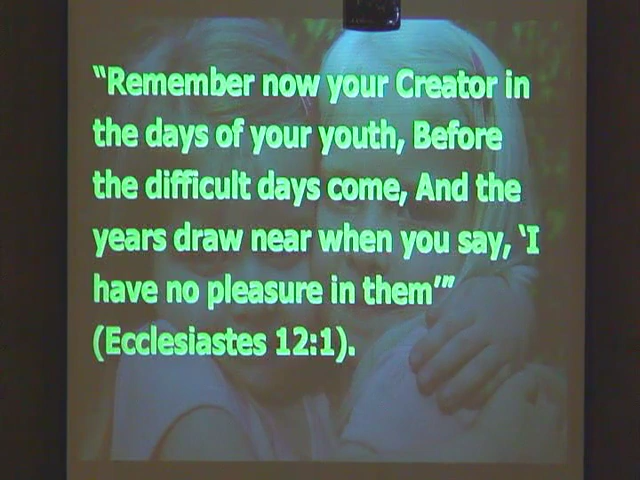 “Remember now your Creator in
the days of your youth, Before
the difficult days come, And the
years draw near when you say, ‘I
have no pleasure in them’”
(Ecclesiastes 12:1).